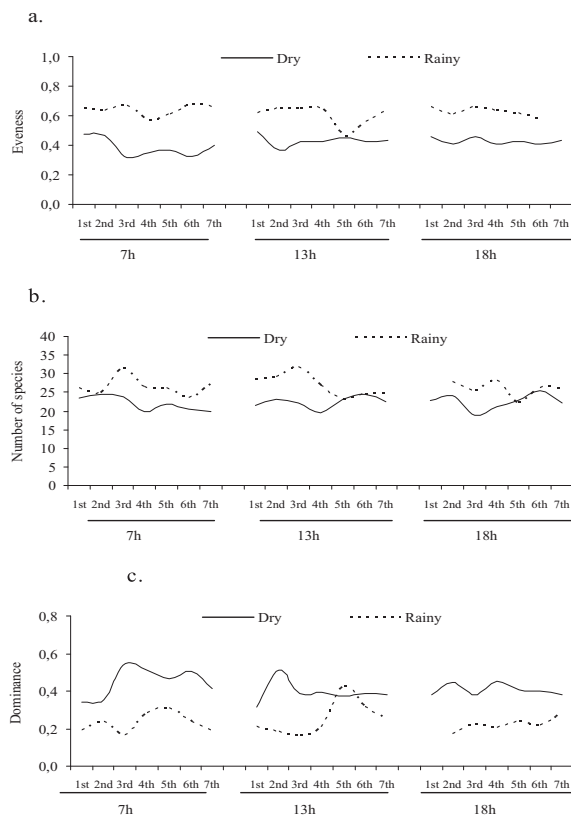 a.
Dry Rainy
Eveness
1,0
0,8
0,6
0,4
0,2
0,0
1st 2nd 3rd 4th 5th 6th 7th 1st 2nd 3rd 4th 5th 6th 7th 1st 2nd 3rd 4th 5th 6th 7th
7h 13h 18h
b.
Dry Rainy
Number of species
40
35
30
25
20
15
10
5
0
1st 2nd 3rd 4th 5th 6th 7th 1st 2nd 3rd 4th 5th 6th 7th 1st 2nd 3rd 4th 5th 6th 7th
7h 13h 18h
c.
Dry Rainy
Dominance
0,8
0,6
0,4
0,2
0,0
1st 2nd 3rd 4th 5th 6th 7th 1st 2nd 3rd 4th 5th 6th 7th 1st 2nd 3rd 4th 5th 6th 7th
7h 13h 18h